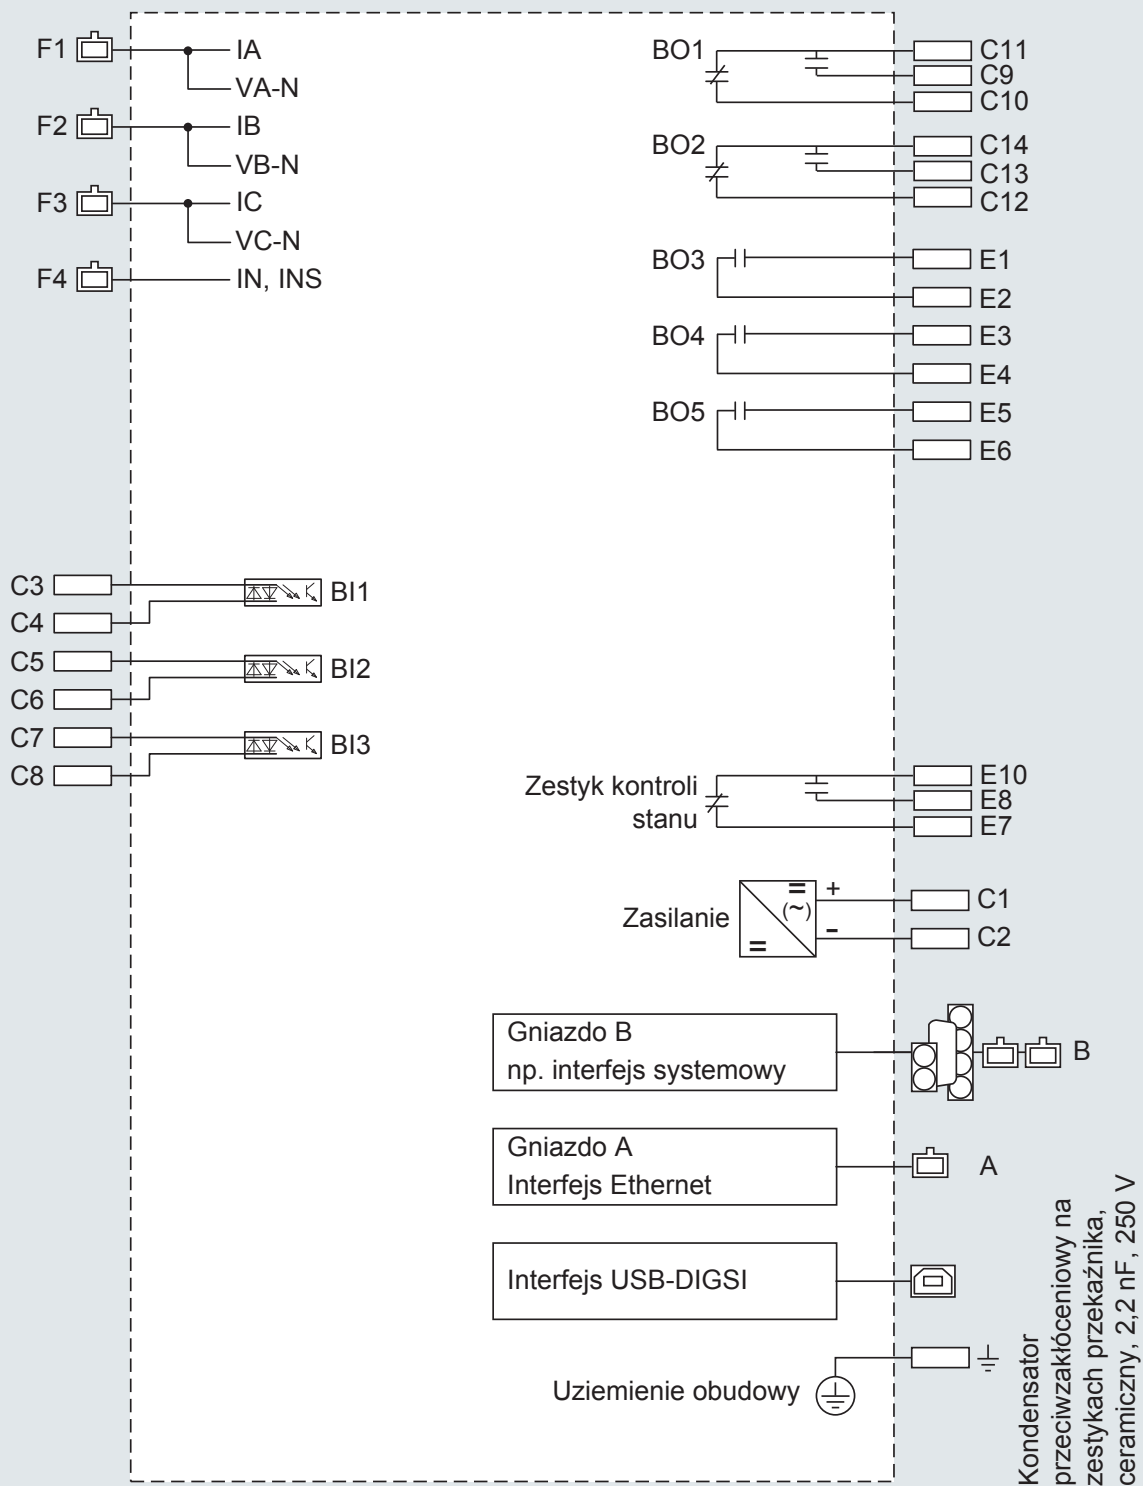 F1
IA
VA-N
F2
IB
VB-N
F3
IC
VC-N
F4
IN, INS
BO1
C11
C9
C10
BO2
C14
C13
C12
BO3
E1
E2
BO4
E3
E4
BO5
E5
E6
C3
BI1
C4
C5
BI2
C6
C7
BI3
C8
Zestyk kontroli
stanu
E10
E8
E7
Zasilanie
=
(~)
=
+
-
C1
C2
Gniazdo B
np. interfejs systemowy
B
Gniazdo A
Interfejs Ethernet
A
Interfejs USB-DIGSI
Uziemienie obudowy
Kondensator
przeciwzakłóceniowy na
zestykach przekaźnika,
ceramiczny, 2,2 nF, 250 V